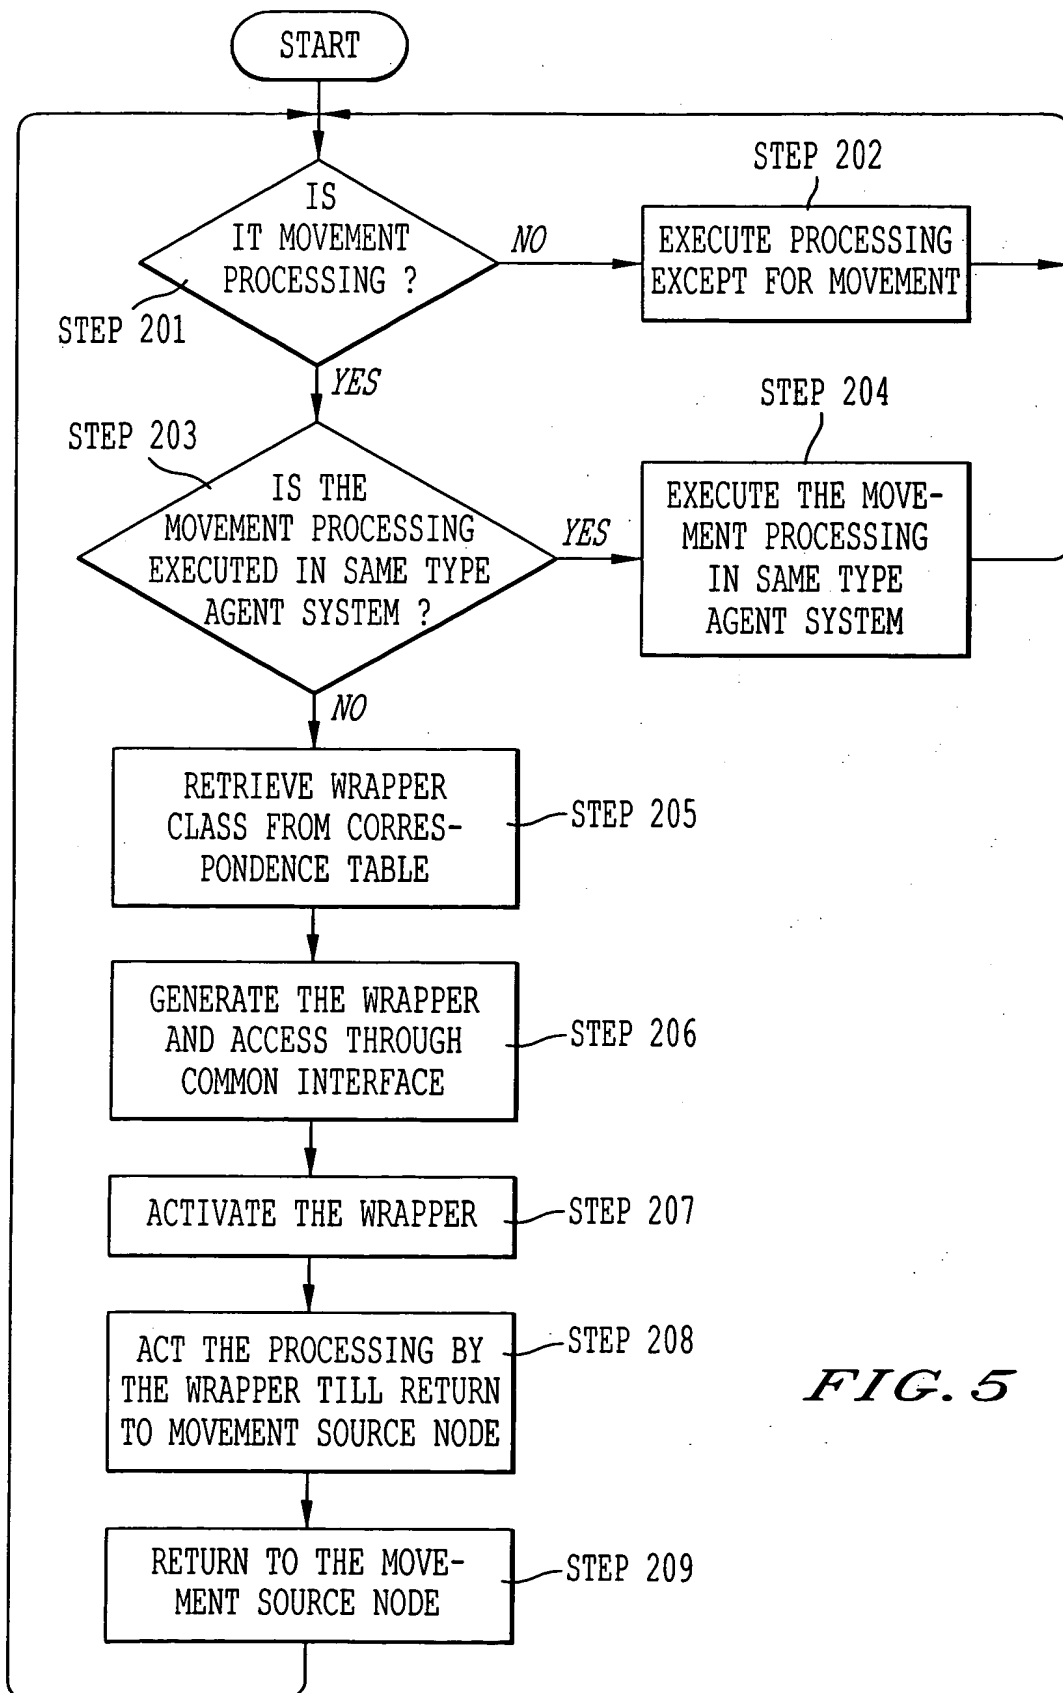 START
IS
IT MOVEMENT
PROCESSING ?
STEP 201
NO
STEP 202
EXECUTE PROCESSING
EXCEPT FOR MOVEMENT
YES
STEP 203
IS THE
MOVEMENT PROCESSING
EXECUTED IN SAME TYPE
AGENT SYSTEM ?
YES
STEP 204
EXECUTE THE MOVE-
MENT PROCESSING
IN SAME TYPE
AGENT SYSTEM
NO
RETRIEVE WRAPPER
CLASS FROM CORRES-
PONDENCE TABLE
STEP 205
GENERATE THE WRAPPER
AND ACCESS THROUGH
COMMON INTERFACE
STEP 206
ACTIVATE THE WRAPPER
STEP 207
ACT THE PROCESSING BY
THE WRAPPER TILL RETURN
TO MOVEMENT SOURCE NODE
STEP 208
FIG. 5
RETURN TO THE MOVE-
MENT SOURCE NODE
STEP 209